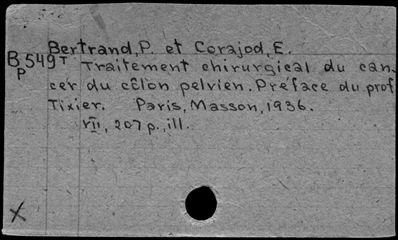 Bertrand, P. et Corajod, E.
B549T Traitement chirurgical du can-
P
cer du côlon pelvien. Préface du prof
Tixier. Paris, Masson, 1936.
VII, 207 p., ill.
X